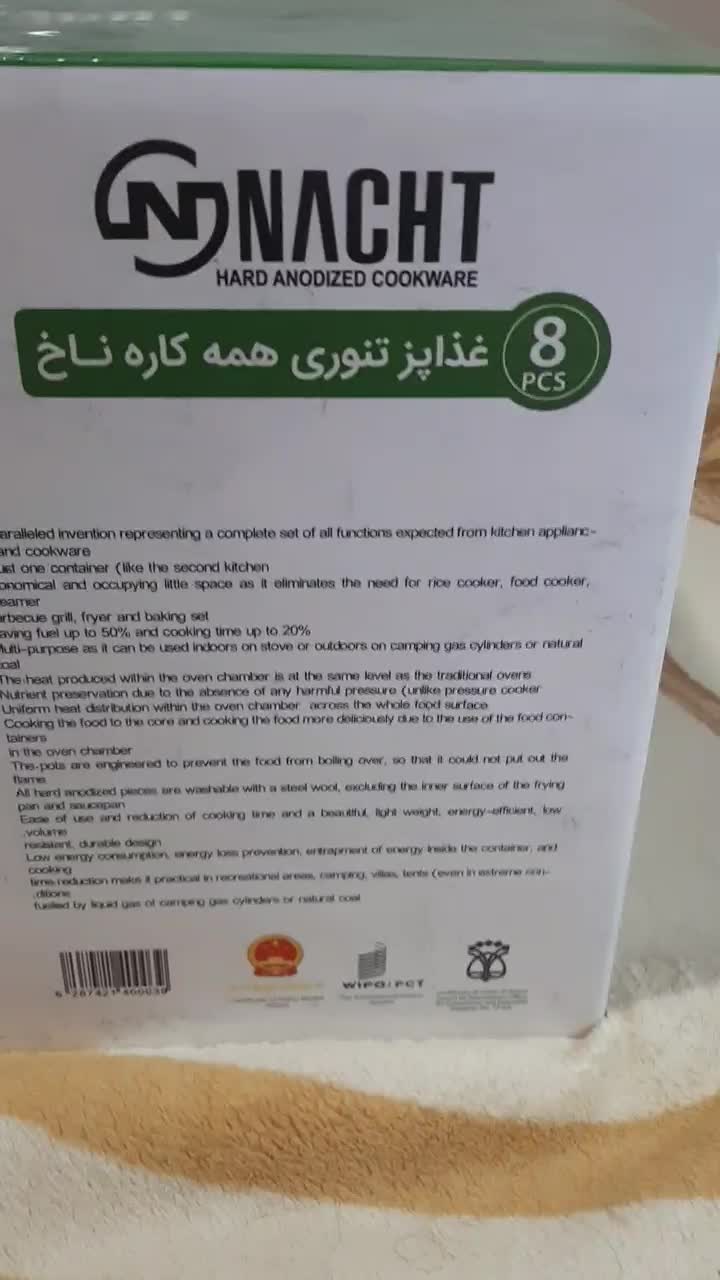 NACHT
HARD ANODIZED COOKWARE
غذاپز تنوری همه کاره ناخ
8
PCS
aralleled invention representing a complete set of all functions expected from kitchen applianc-
and cookware
ust one container (like the second kitchen
onomical and occupying little space as it eliminates the need for rice cooker, food cooker,
eamer
arbecue grill, fryer and baking set
aving fuel up to 50% and cooking time up to 20%
Multi-purpose as it can be used indoors on stove or outdoors on camping gas cylinders or natural
coal
The heat produced within the oven chamber is at the same level as the traditional ovens
Nutrient preservation due to the absence of any harmful pressure (unlike pressure cooker
Uniform heat distribution within the oven chamber across the whole food surface
Cooking the food to the core and cooking the food more deliciously due to the use of the food con-
tainers
in the oven chamber
The pots are engineered to prevent the food from boiling over, so that it could not put out the
flame
All hard anodized pieces are washable with a steel wool, excluding the inner surface of the frying
pan and saucepan
Ease of use and reduction of cooking time and a beautiful, light weight, energy-efficient, low
.volume
resistant, durable design
Low energy consumption, energy loss prevention, entrapment of energy inside the container, and
cooking
time reduction make it practical in recreational areas, camping, villas, tents (even in extreme con-
.ditions
fuelled by liquid gas of camping gas cylinders or natural coal
WIPO/PCT